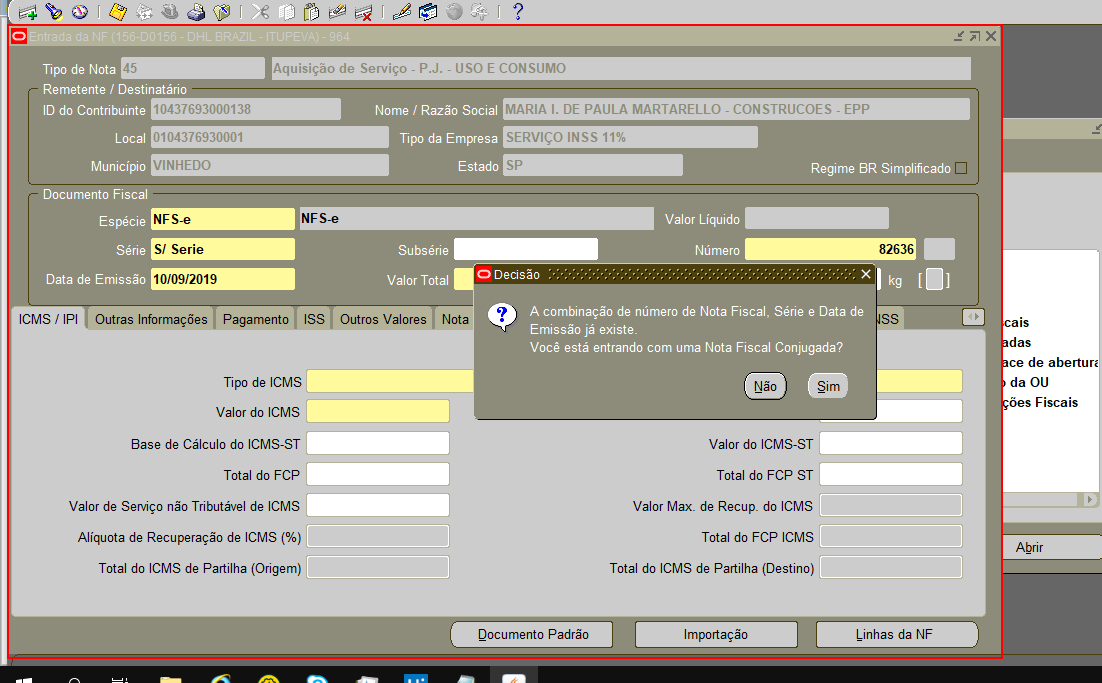 Entrada da NF (156-D0156 - DHL BRAZIL - ITUPEVA) - 964
Tipo de Nota 45 Aquisição de Serviço - P.J. - USO E CONSUMO
Remetente / Destinatário
ID do Contribuinte 10437693000138 Nome / Razão Social MARIA I. DE PAULA MARTARELLO - CONSTRUCOES - EPP
Local 0104376930001 Tipo da Empresa SERVIÇO INSS 11%
Município VINHEDO Estado SP Regime BR Simplificado
Documento Fiscal
Espécie NFS-e NFS-e Valor Líquido
Série S/ Serie Subsérie Número 82636
Data de Emissão 10/09/2019 Valor Total kg [ ]
Decisão
A combinação de número de Nota Fiscal, Série e Data de
Emissão já existe.
Você está entrando com uma Nota Fiscal Conjugada?
Não Sim
ICMS / IPI Outras Informações Pagamento ISS Outros Valores Nota NSS
Tipo de ICMS
Valor do ICMS
Base de Cálculo do ICMS-ST Valor do ICMS-ST
Total do FCP Total do FCP ST
Valor de Serviço não Tributável de ICMS Valor Max. de Recup. do ICMS
Alíquota de Recuperação de ICMS (%) Total do FCP ICMS
Total do ICMS de Partilha (Origem) Total do ICMS de Partilha (Destino)
Documento Padrão Importação Linhas da NF
cais
adas
ace de abertura
o da OU
ções Fiscais
Abrir